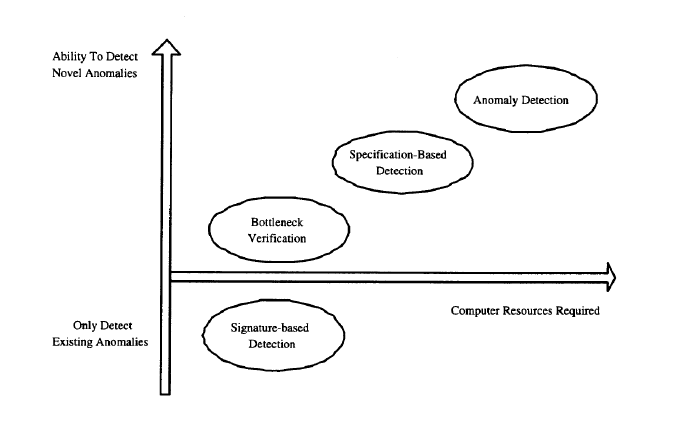 Ability To Detect
Novel Anomalies
Anomaly Detection
Specification-Based
Detection
Bottleneck
Verification
Computer Resources Required
Only Detect
Existing Anomalies
Signature-based
Detection